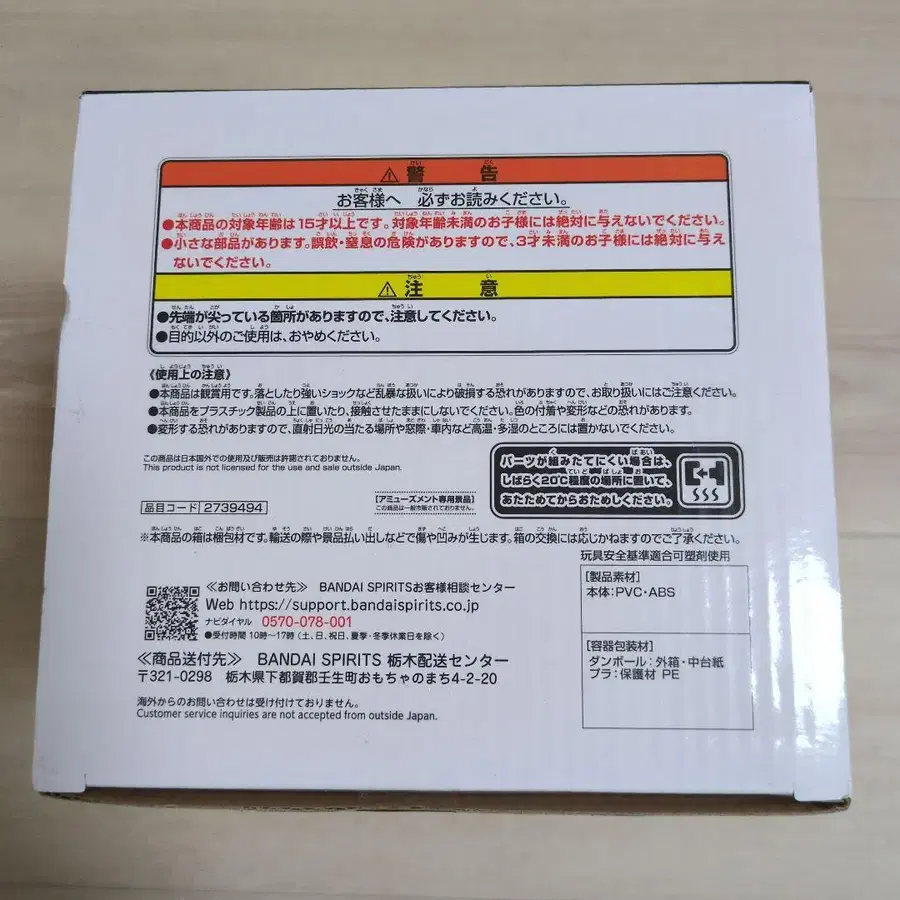 ⚠ 警告
お客様へ 必ずお読みください。
●本商品の対象年齢は15才以上です。対象年齢未満のお子様には絶対に与えないでください。
●小さな部品があります。誤飲・窒息の危険がありますので、3才未満のお子様には絶対に与え
ないでください。
⚠ 注意
●先端が尖っている箇所がありますので、注意してください。
●目的以外のご使用は、おやめください。
《使用上の注意》
●本商品は観賞用です。落としたり強いショックなど乱暴な扱いにより破損する恐れがありますので、お取り扱いにはご注意ください。
●本商品をプラスチック製品の上に置いたり、接触させたままにしないでください。色の付着や変形などの恐れがあります。
●変形する恐れがありますので、直射日光の当たる場所や窓際・車内など高温・多湿のところには置かないでください。
この商品は日本国外での使用及び販売は許諾されておりません。
This product is not licensed for the use and sale outside Japan.
パーツが組みたてにくい場合は、
しばらく20℃程度の場所に置いて、
あたためてからおためしください。
品目コード 2739494
[アミューズメント専用景品]
この商品は一般市販されておりません。
※本商品の箱は梱包材です。輸送の際や景品払い出しなどで傷や凹みが生じます。箱の交換には応じかねますのでご了承ください。
玩具安全基準適合可塑剤使用
≪お問い合わせ先≫ BANDAI SPIRITSお客様相談センター
Web https://support.bandaispirits.co.jp
ナビダイヤル 0570-078-001
●受付時間 10時〜17時 (土、日、祝日、夏季・冬季休業日を除く)
≪商品送付先≫ BANDAI SPIRITS 栃木配送センター
〒321-0298 栃木県下都賀郡壬生町おもちゃのまち4-2-20
海外からのお問い合わせは受け付けておりません。
Customer service inquiries are not accepted from outside Japan.
[製品素材]
本体:PVC・ABS
[容器包装材]
ダンボール:外箱・中台紙
プラ:保護材 PE